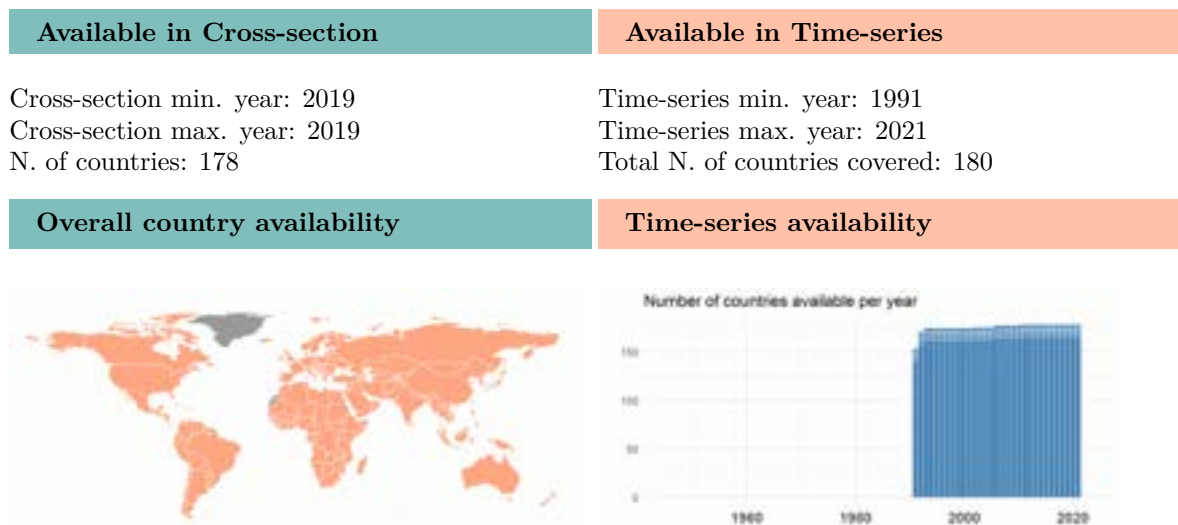 Available in Cross-section
Available in Time-series
Cross-section min. year: 2019
Cross-section max. year: 2019
N. of countries: 178
Time-series min. year: 1991
Time-series max. year: 2021
Total N. of countries covered: 180
Overall country availability
Time-series availability
Number of countries available per year
150
100
50
0
1960
1980
2000
2020